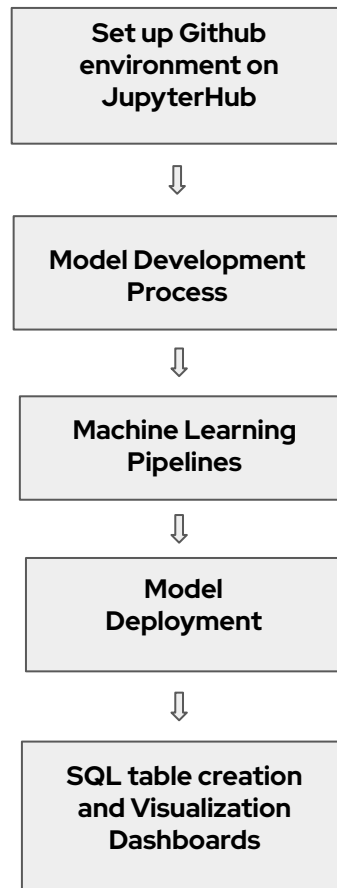 Set up Github
environment on
JupyterHub
Model Development
Process
Machine Learning
Pipelines
Model
Deployment
SQL table creation
and Visualization
Dashboards